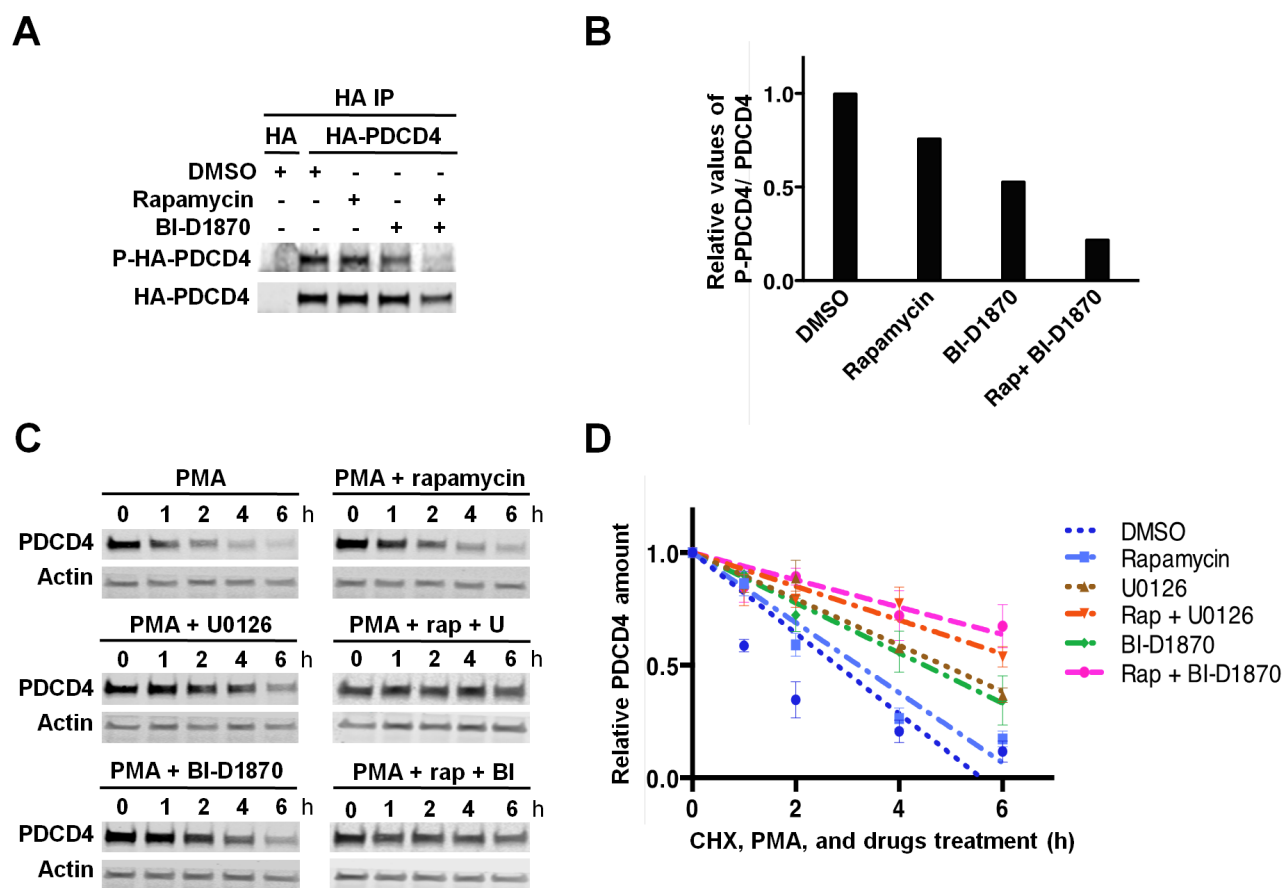 A
HA IP
HA HA-PDCD4
DMSO + + - - -
Rapamycin - - + - +
BI-D1870 - - - + +
P-HA-PDCD4
HA-PDCD4
B
Relative values of
P-PDCD4/ PDCD4
1.0
0.5
0.0
DMSO
Rapamycin
BI-D1870
Rap+ BI-D1870
C
PMA
0 1 2 4 6 h
PDCD4
Actin
PMA + rapamycin
0 1 2 4 6 h
PMA + U0126
0 1 2 4 6 h
PDCD4
Actin
PMA + rap + U
0 1 2 4 6 h
PMA + BI-D1870
0 1 2 4 6 h
PDCD4
Actin
PMA + rap + BI
0 1 2 4 6 h
D
Relative PDCD4 amount
1.0
0.5
0.0
0 2 4 6
CHX, PMA, and drugs treatment (h)
DMSO
Rapamycin
U0126
Rap + U0126
BI-D1870
Rap + BI-D1870